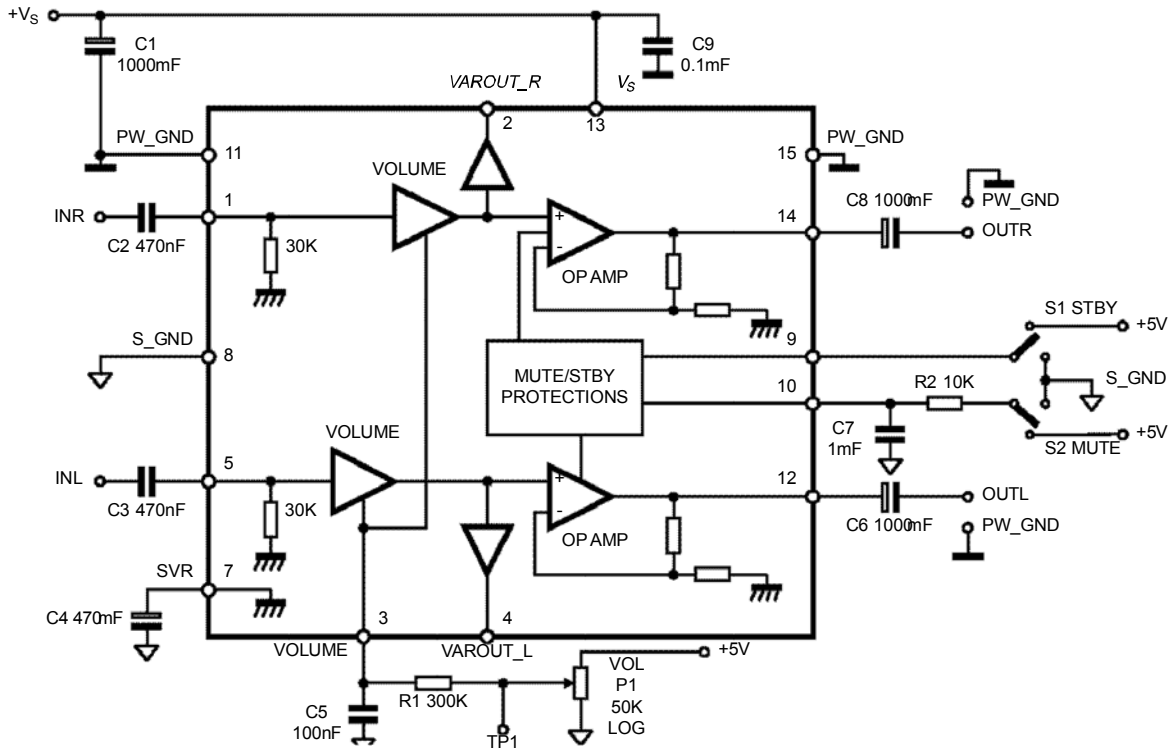 +VS
C1
1000mF
C9
0.1mF
VAROUT_R
VS
2
13
PW_GND
11
15
PW_GND
VOLUME
INR
1
C2 470nF
30K
+
-
OP AMP
14
C8 1000mF
PW_GND
OUTR
S1 STBY
+5V
S_GND
8
9
MUTE/STBY
PROTECTIONS
10
R2 10K
S_GND
C7
1mF
+5V
S2 MUTE
VOLUME
INL
5
C3 470nF
30K
+
-
OP AMP
12
C6 1000mF
OUTL
PW_GND
SVR
7
C4 470mF
3
4
VOLUME
VAROUT_L
+5V
R1 300K
VOL
P1
50K
LOG
C5
100nF
TP1